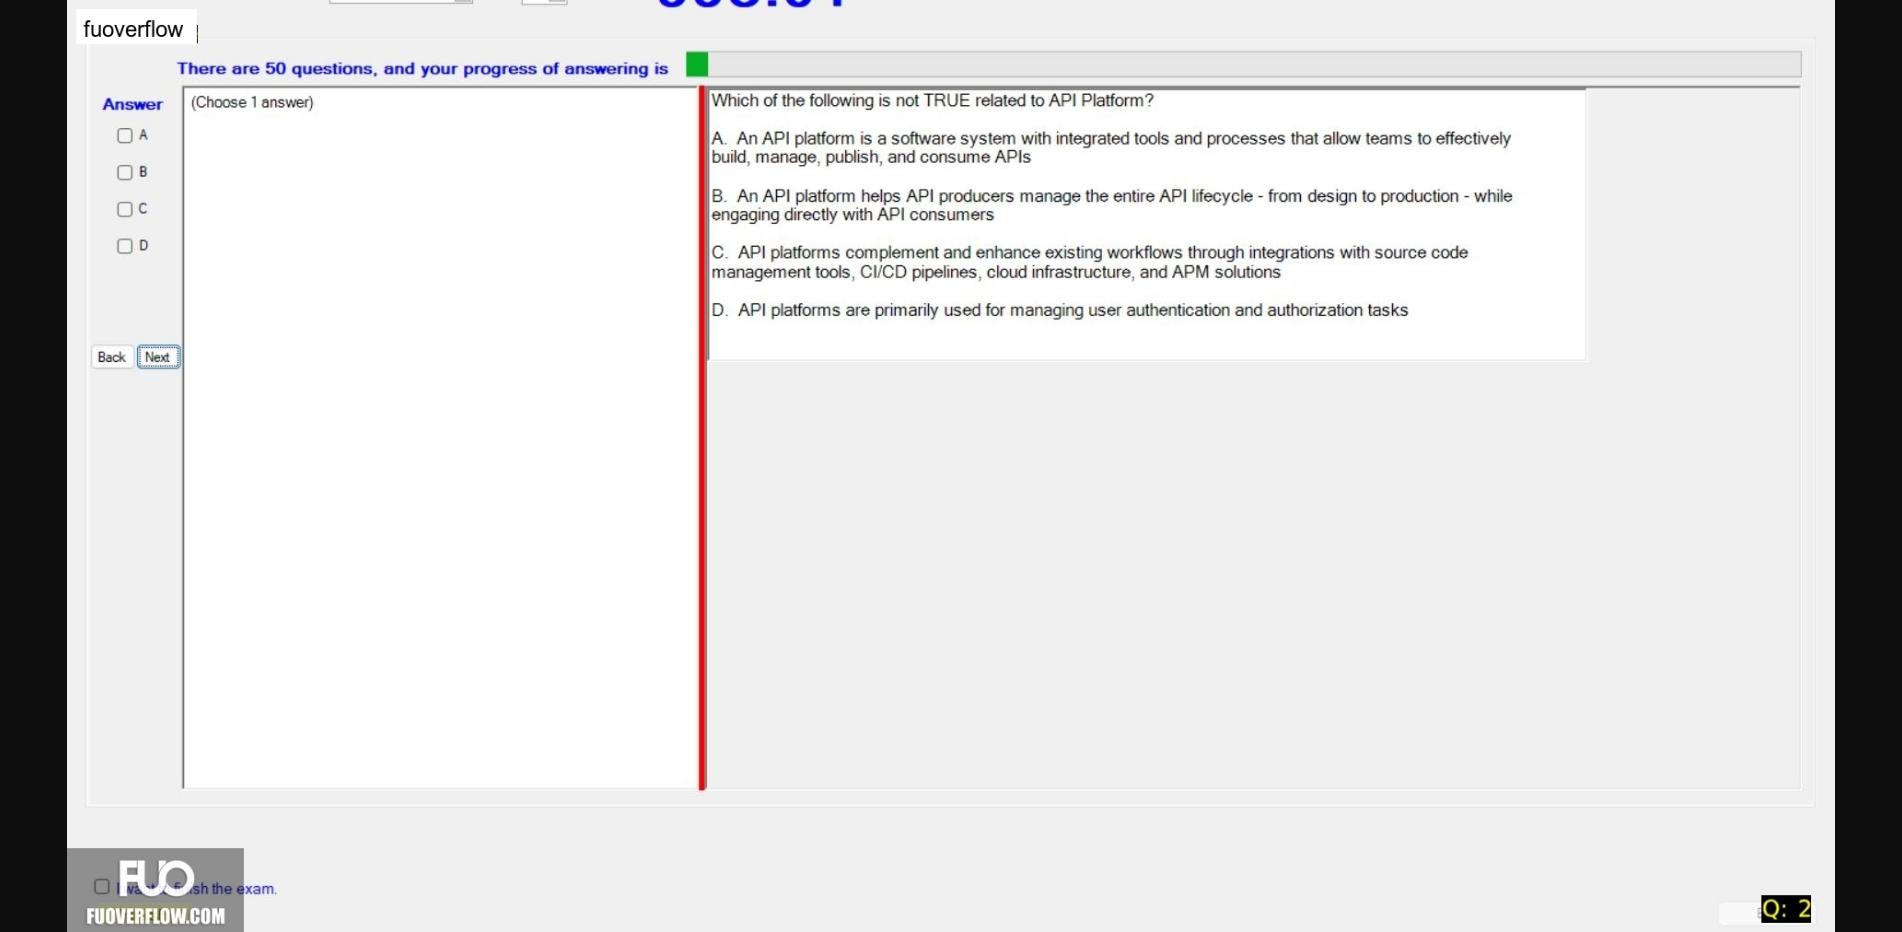 fuoverflow
There are 50 questions, and your progress of answering is
Answer
(Choose 1 answer)
A
B
C
D
Back
Next
Which of the following is not TRUE related to API Platform?
A. An API platform is a software system with integrated tools and processes that allow teams to effectively
build, manage, publish, and consume APIs
B. An API platform helps API producers manage the entire API lifecycle - from design to production - while
engaging directly with API consumers
C. API platforms complement and enhance existing workflows through integrations with source code
management tools, CI/CD pipelines, cloud infrastructure, and APM solutions
D. API platforms are primarily used for managing user authentication and authorization tasks
FUO
the exam.
FUOVERFLOW.COM
Q: 2